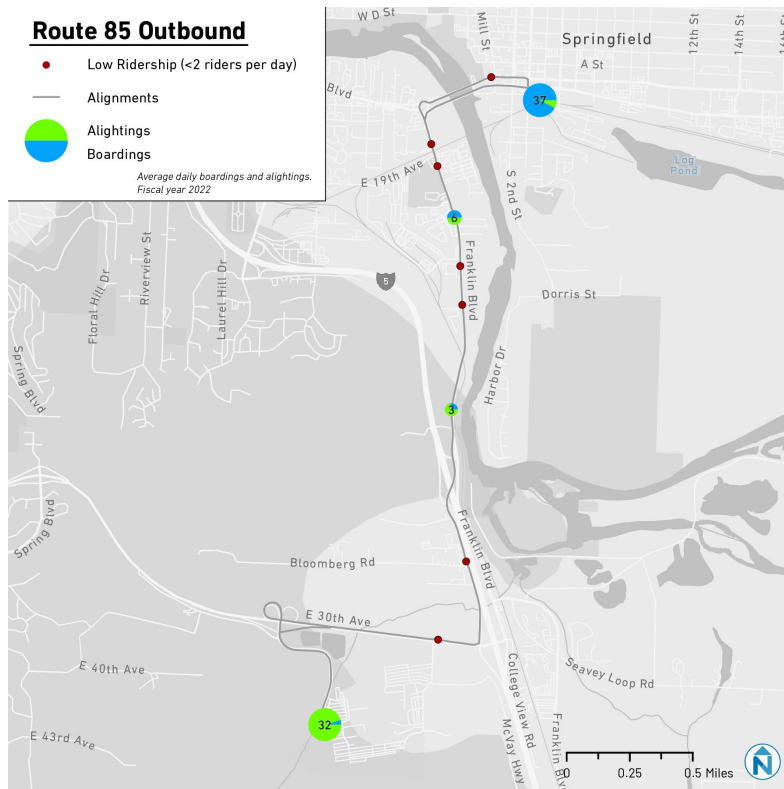 Route 85 Outbound
Low Ridership (<2 riders per day)
Alignments
Alightings
Boardings
Average daily boardings and alightings.
Fiscal year 2022
W D St
Mill St
Springfield
12th St
14th St
A St
Blvd
37
E 19th Ave
Log
Pond
S 2nd St
6
Franklin Blvd
5
Floral Hill Dr
Riverview St
Laurel Hill Dr
Dorris St
Spring Blvd
Harbor Dr
3
Spring Blvd
Franklin Blvd
Bloomberg Rd
E 30th Ave
E 40th Ave
Seavey Loop Rd
College View Rd
32
E 43rd Ave
McVay Hwy
Franklin Blv
0 0.25 0.5 Miles
N